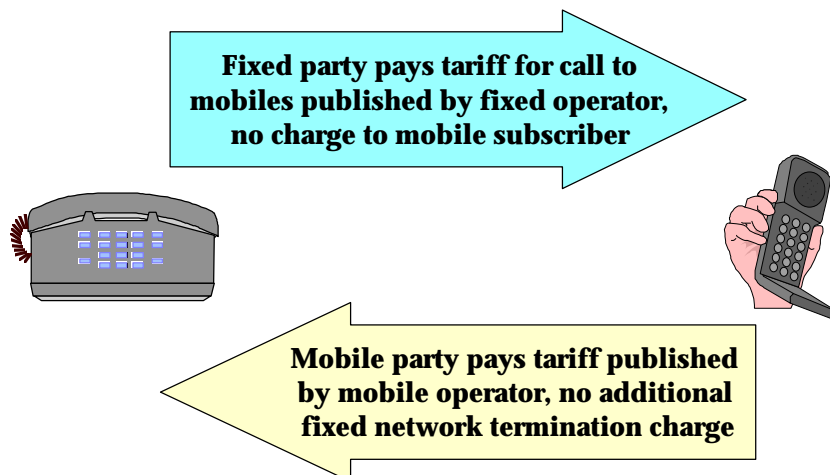 Fixed party pays tariff for call to
mobiles published by fixed operator,
no charge to mobile subscriber
Mobile party pays tariff published
by mobile operator, no additional
fixed network termination charge